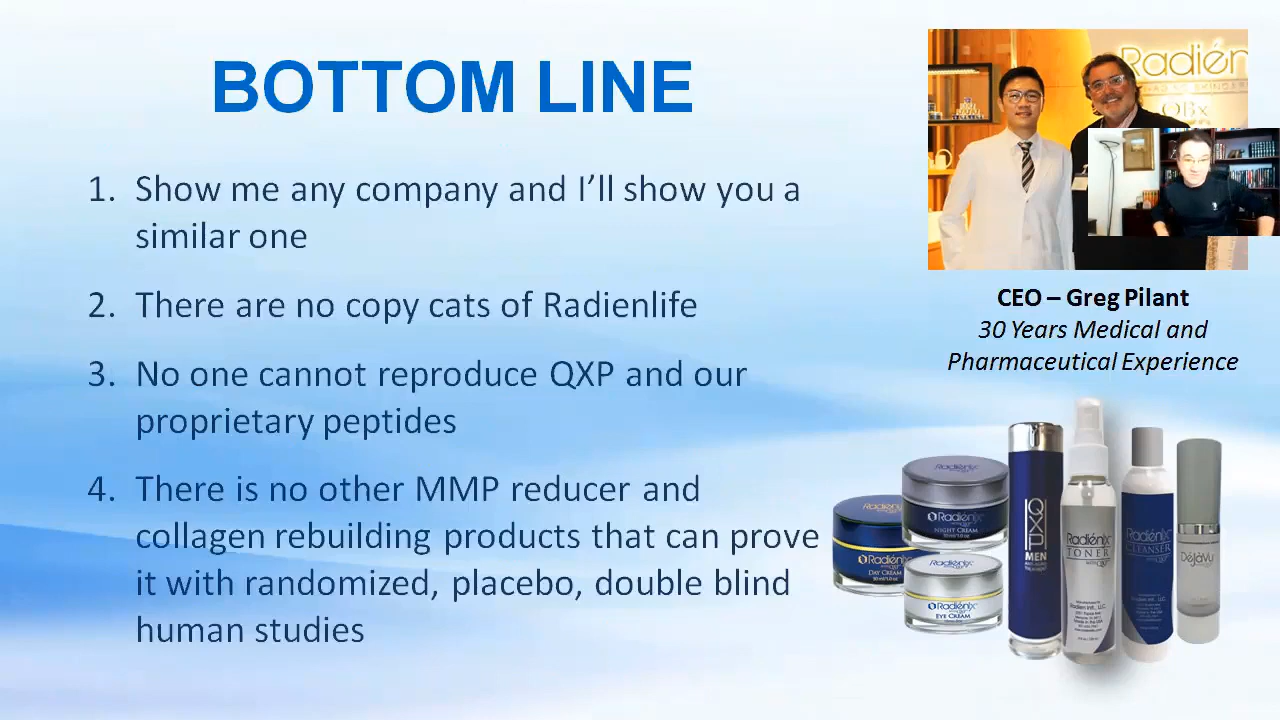 BOTTOM LINE
1. Show me any company and I'll show you a
similar one
2. There are no copy cats of Radienlife
3. No one cannot reproduce QXP and our
proprietary peptides
4. There is no other MMP reducer and
collagen rebuilding products that can prove
it with randomized, placebo, double blind
human studies
Radién
CEO – Greg Pilant
30 Years Medical and
Pharmaceutical Experience
Radiénix
NIGHT CREAM
Radiénix
DAY CREAM
Radiénix
Radiénix
EYE CREAM
QXP
MEN
Radiénix
TONER
Radiénix
CLEANSER
DéJàVu